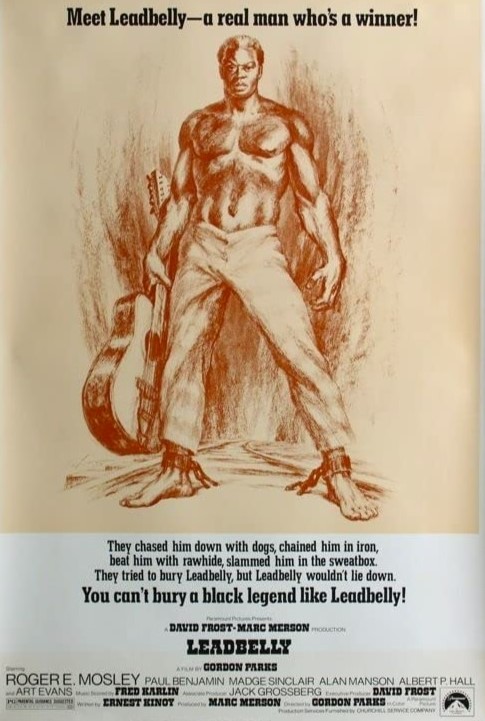 Meet Leadbelly—a real man who's a winner!
They chased him down with dogs, chained him in iron,
beat him with rawhide, slammed him in the sweatbox.
They tried to bury Leadbelly, but Leadbelly wouldn't lie down.
You can't bury a black legend like Leadbelly!
Paramount Pictures Presents
A DAVID FROST-MARC MERSON PRODUCTION
LEADBELLY
A FILM BY GORDON PARKS
Starring
ROGER E. MOSLEY PAUL BENJAMIN MADGE SINCLAIR ALAN MANSON ALBERT P. HALL
and ART EVANS Music Scored by FRED KARLIN Associate Producer JACK GROSSBERG Executive Producer DAVID FROST
PG PARENTAL GUIDANCE SUGGESTED Written by ERNEST KINOY Produced by MARC MERSON Directed by GORDON PARKS In Color A Paramount Picture
Production Services Furnished by CHURCHILL SERVICE COMPANY